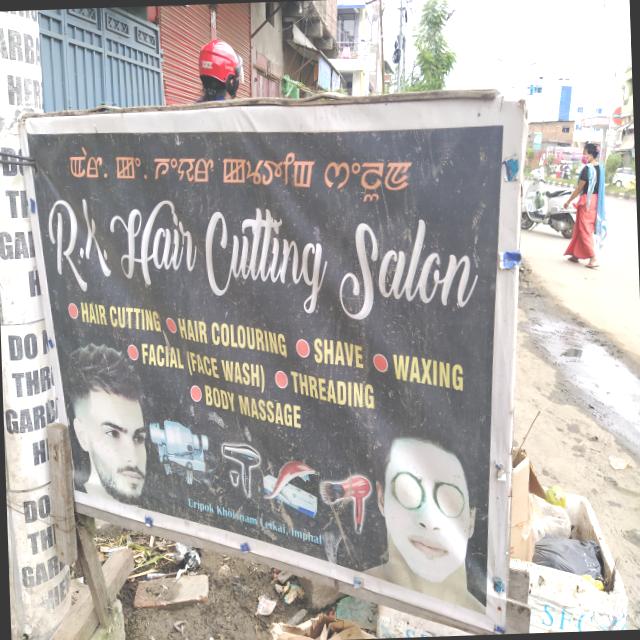 R.K Hair Cutting Salon
HAIR CUTTING HAIR COLOURING SHAVE WAXING
FACIAL (FACE WASH) THREADING
BODY MASSAGE
Uripok Khoisnam Leikai, Imphal
DO
THR
GARB
H
DO
TH
GAR
H